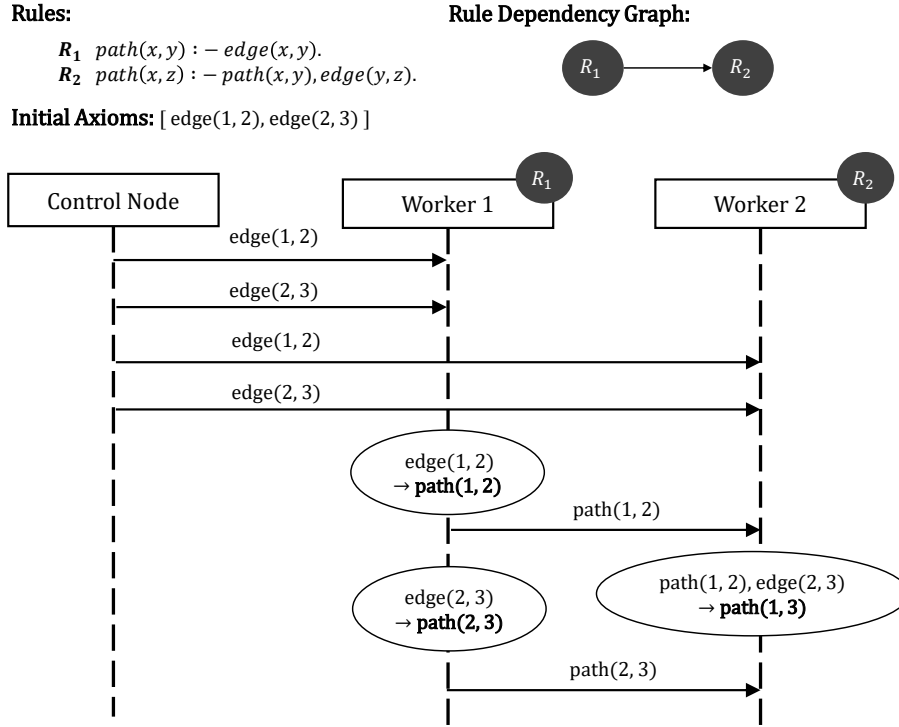 Rules:
R₁ path(x, y) :− edge(x, y).
R₂ path(x, z) :− path(x, y), edge(y, z).
Initial Axioms: [ edge(1, 2), edge(2, 3) ]
Rule Dependency Graph:
R₁
R₂
Control Node
Worker 1
R₁
Worker 2
R₂
edge(1, 2)
edge(2, 3)
edge(1, 2)
edge(2, 3)
edge(1, 2)
→ path(1, 2)
path(1, 2)
edge(2, 3)
→ path(2, 3)
path(1, 2), edge(2, 3)
→ path(1, 3)
path(2, 3)